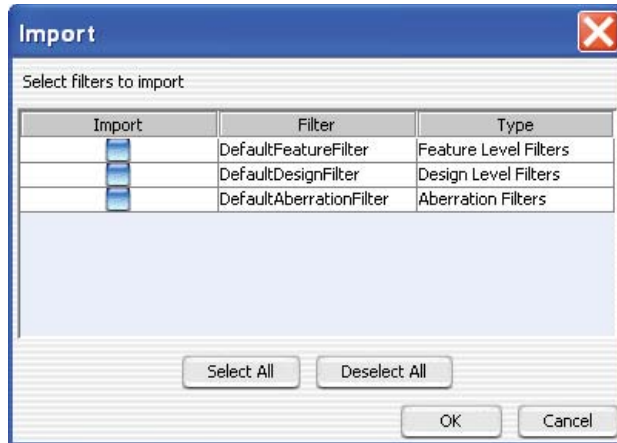 Import
Select filters to import
Import Filter Type
DefaultFeatureFilter Feature Level Filters
DefaultDesignFilter Design Level Filters
DefaultAberrationFilter Aberration Filters
Select All Deselect All
OK Cancel